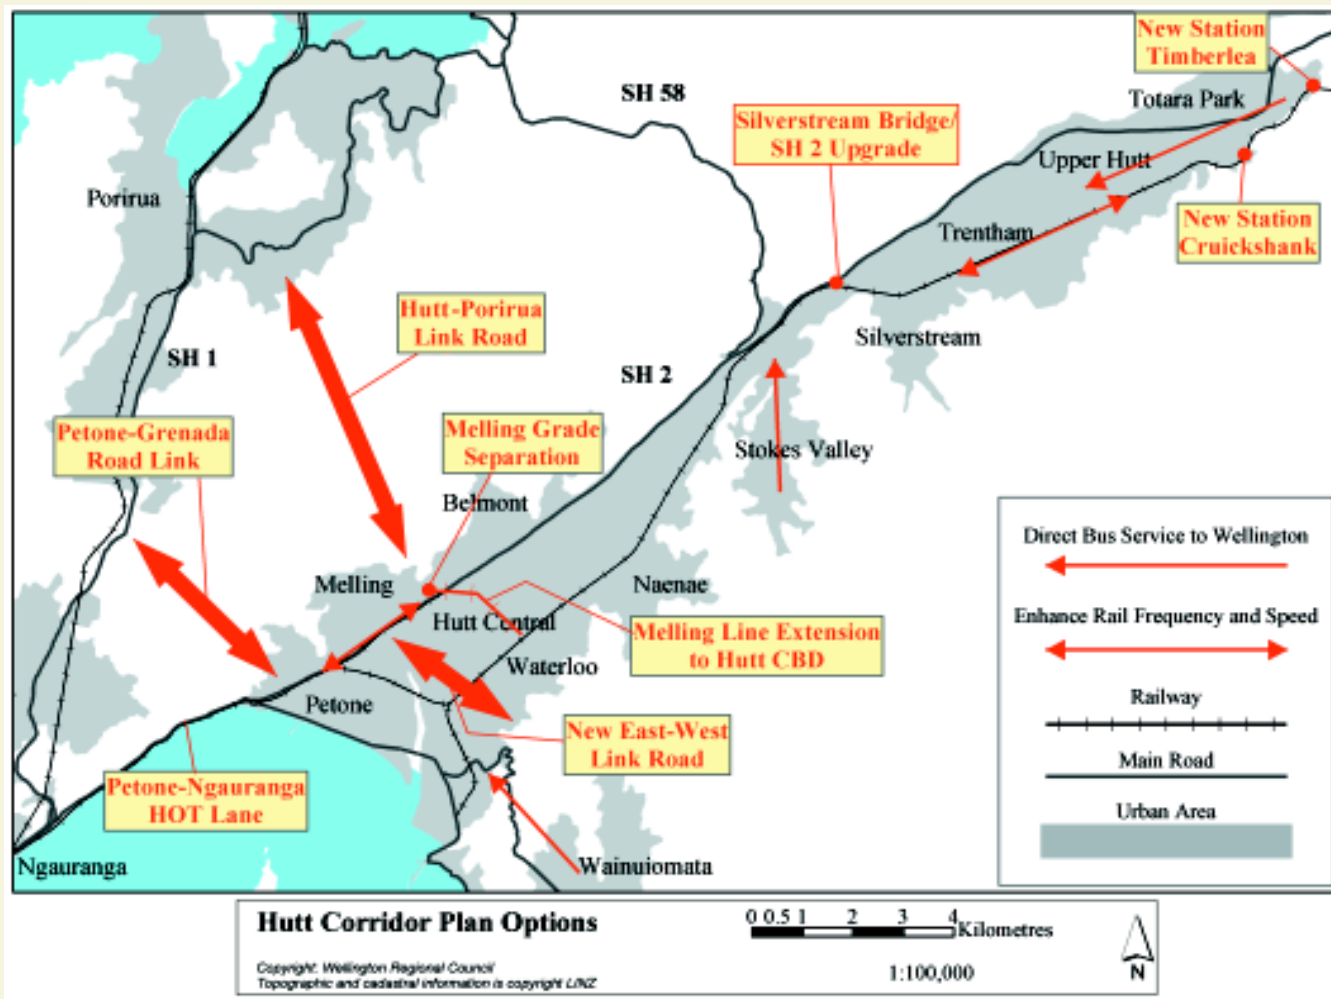 New Station
Timberlea
SH 58
Totara Park
Silverstream Bridge/
SH 2 Upgrade
Upper Hutt
Porirua
New Station
Cruickshank
Trentham
Hutt-Porirua
Link Road
Silverstream
SH 1
SH 2
Petone-Grenada
Road Link
Melling Grade
Separation
Stokes Valley
Belmont
Direct Bus Service to Wellington
Melling
Naenae
Enhance Rail Frequency and Speed
Hutt Central
Melling Line Extension
to Hutt CBD
Waterloo
Railway
Petone
New East-West
Link Road
Main Road
Petone-Ngauranga
HOT Lane
Urban Area
Ngauranga
Wainuiomata
Hutt Corridor Plan Options
0 0.5 1 2 3 4 Kilometres
Copyright: Wellington Regional Council
Topographic and cadastral information is copyright LINZ
1:100,000
N